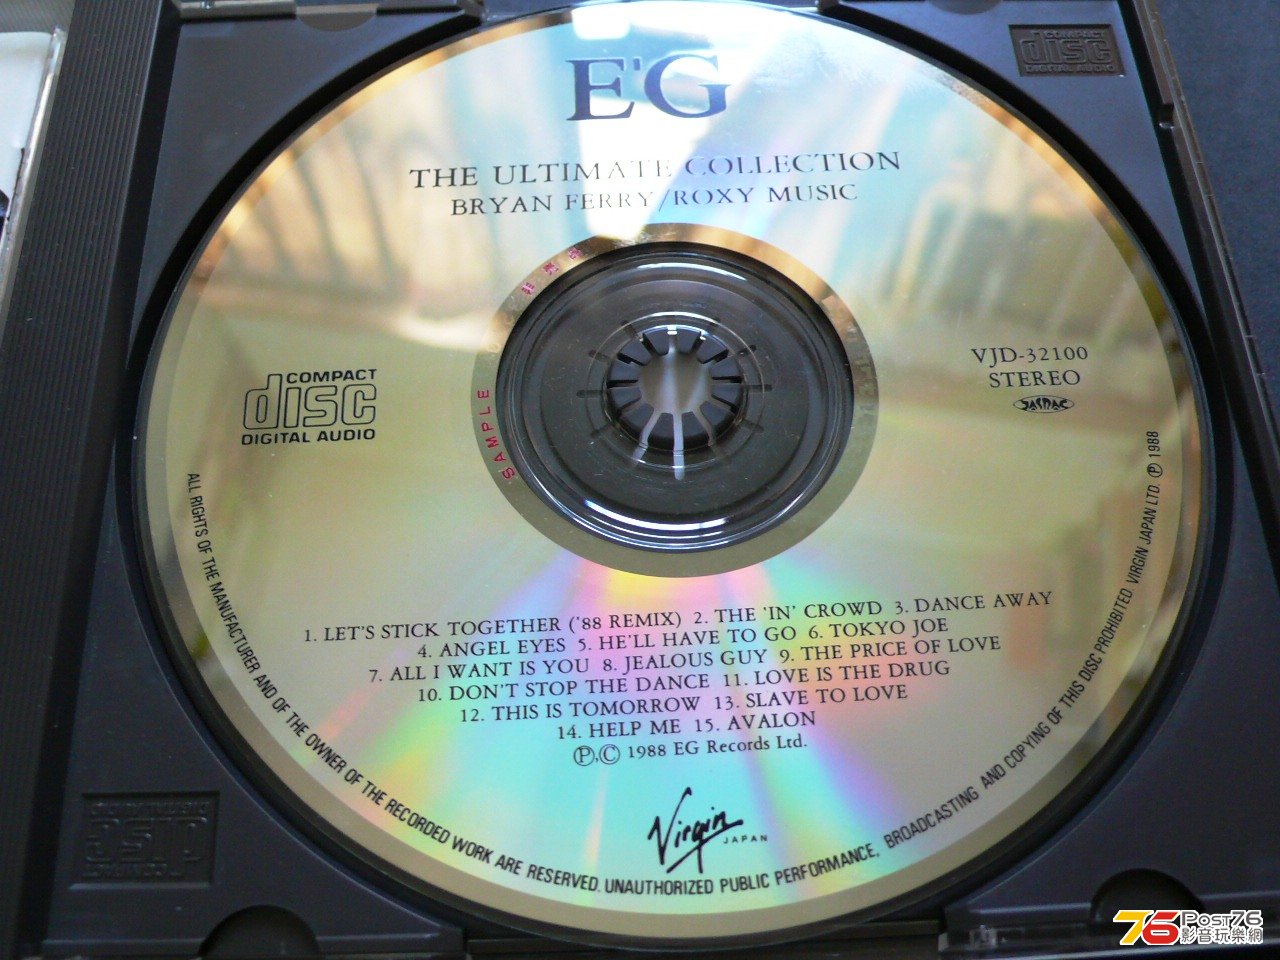 E'G
THE ULTIMATE COLLECTION
BRYAN FERRY/ROXY MUSIC
COMPACT
disc
DIGITAL AUDIO
SAMPLE
COMPACT
disc
DIGITAL AUDIO
VJD-32100
STEREO
JASRAC
1. LET'S STICK TOGETHER ('88 REMIX) 2. THE 'IN' CROWD 3. DANCE AWAY
4. ANGEL EYES 5. HE'LL HAVE TO GO 6. TOKYO JOE
7. ALL I WANT IS YOU 8. JEALOUS GUY 9. THE PRICE OF LOVE
10. DON'T STOP THE DANCE 11. LOVE IS THE DRUG
12. THIS IS TOMORROW 13. SLAVE TO LOVE
14. HELP ME 15. AVALON
Ⓟ,© 1988 EG Records Ltd.
Virgin
JAPAN
ALL RIGHTS OF THE MANUFACTURER AND OF THE OWNER OF THE RECORDED WORK ARE RESERVED. UNAUTHORIZED PUBLIC PERFORMANCE, BROADCASTING AND COPYING OF THIS DISC PROHIBITED VIRGIN JAPAN LTD. Ⓟ 1988
76 Post76
影音玩樂網